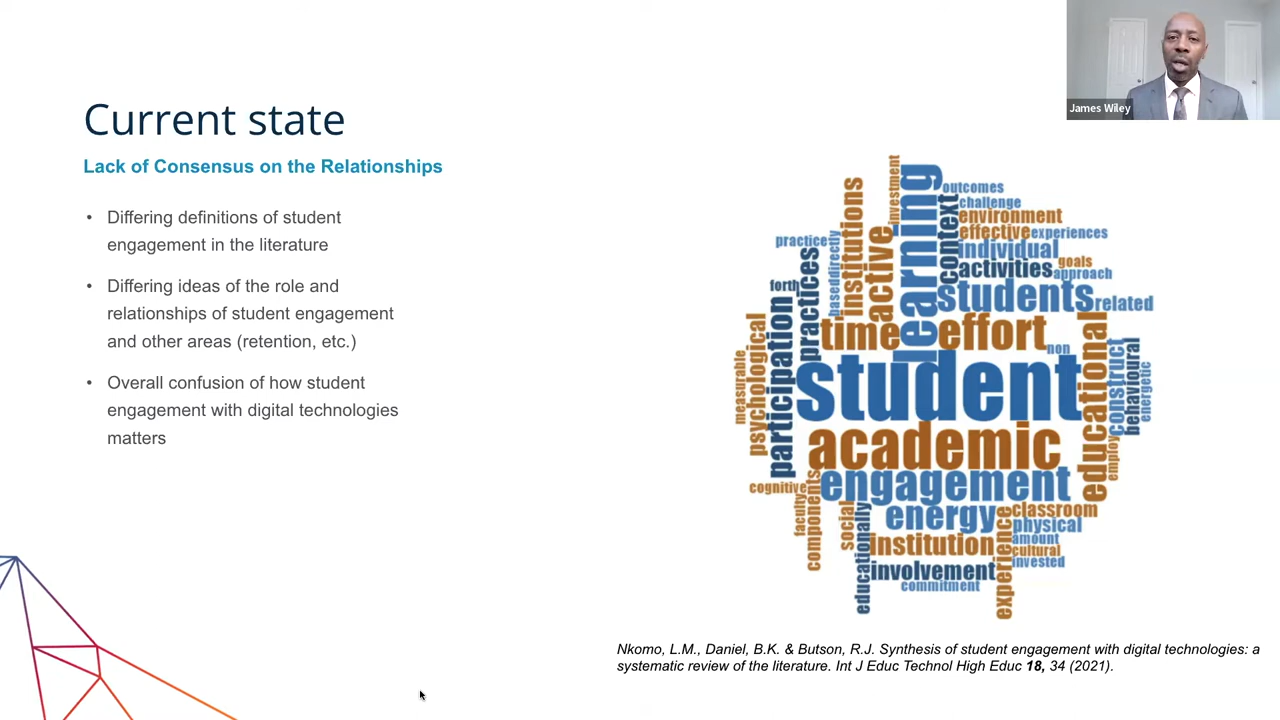 Current state
Lack of Consensus on the Relationships
• Differing definitions of student
engagement in the literature
• Differing ideas of the role and
relationships of student engagement
and other areas (retention, etc.)
• Overall confusion of how student
engagement with digital technologies
matters
James Wiley
investment
learning
outcomes
challenge
environment
institutions
context
effective
experiences
active
individual
practice
directly
based
practices
activities
goals
approach
forth
students
related
participation
time
effort
non
psychological
measurable
student
educational
construct
behavioural
energetic
academic
employ
engagement
cognitive
faculty
components
social
educationally
energy
classroom
physical
experience
amount
institution
cultural
invested
involvement
commitment
Nkomo, L.M., Daniel, B.K. & Butson, R.J. Synthesis of student engagement with digital technologies: a
systematic review of the literature. Int J Educ Technol High Educ 18, 34 (2021).